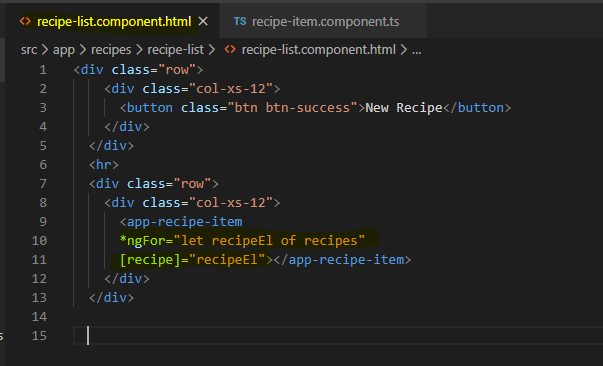 <> recipe-list.component.html × TS recipe-item.component.ts
src > app > recipes > recipe-list > <> recipe-list.component.html > ...
1 <div class="row">
2 <div class="col-xs-12">
3 <button class="btn btn-success">New Recipe</button>
4 </div>
5 </div>
6 <hr>
7 <div class="row">
8 <div class="col-xs-12">
9 <app-recipe-item
10 *ngFor="let recipeEl of recipes"
11 [recipe]="recipeEl"></app-recipe-item>
12 </div>
13 </div>
14
15